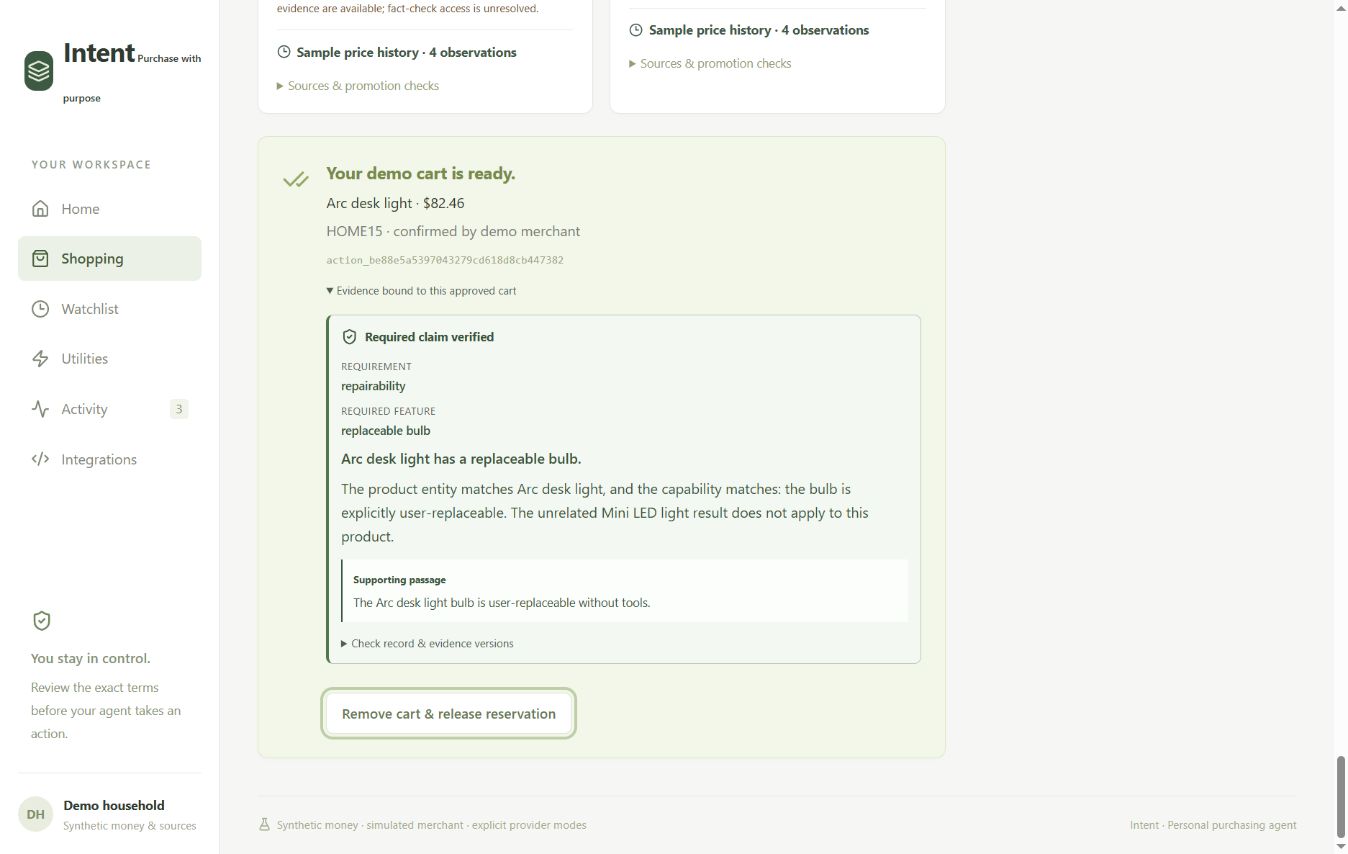 Intent Purchase with
purpose
YOUR WORKSPACE
Home
Shopping
Watchlist
Utilities
Activity 3
Integrations
You stay in control.
Review the exact terms
before your agent takes an
action.
DH Demo household
Synthetic money & sources
evidence are available; fact-check access is unresolved.
Sample price history · 4 observations
Sources & promotion checks
Sample price history · 4 observations
Sources & promotion checks
Your demo cart is ready.
Arc desk light · $82.46
HOME15 · confirmed by demo merchant
action_be88e5a5397043279cd618d8cb447382
Evidence bound to this approved cart
Required claim verified
REQUIREMENT
repairability
REQUIRED FEATURE
replaceable bulb
Arc desk light has a replaceable bulb.
The product entity matches Arc desk light, and the capability matches: the bulb is
explicitly user-replaceable. The unrelated Mini LED light result does not apply to this
product.
Supporting passage
The Arc desk light bulb is user-replaceable without tools.
Check record & evidence versions
Remove cart & release reservation
Synthetic money · simulated merchant · explicit provider modes
Intent · Personal purchasing agent